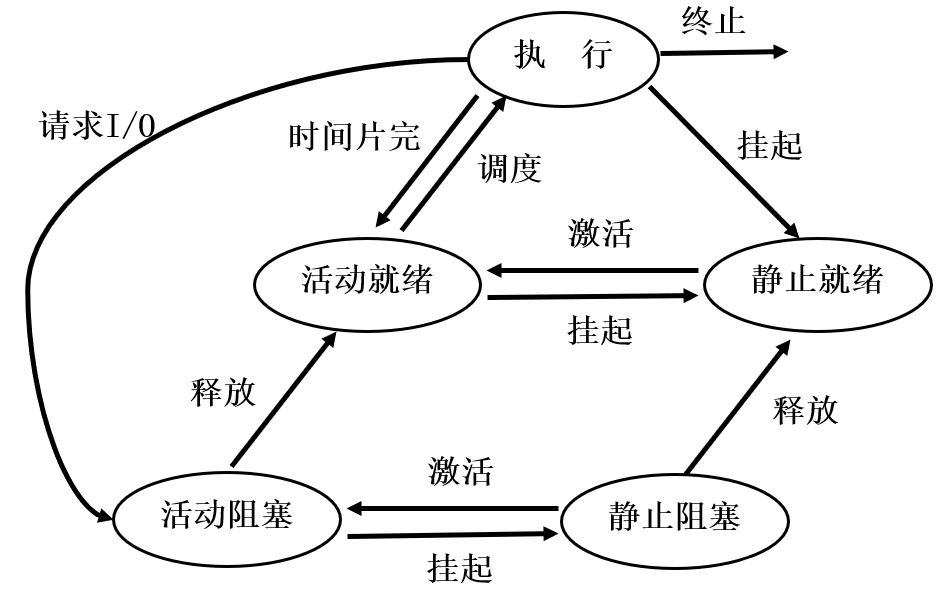 终止
执 行
请求I/O
时间片完
调度
挂起
激活
活动就绪
静止就绪
挂起
释放
释放
激活
活动阻塞
静止阻塞
挂起